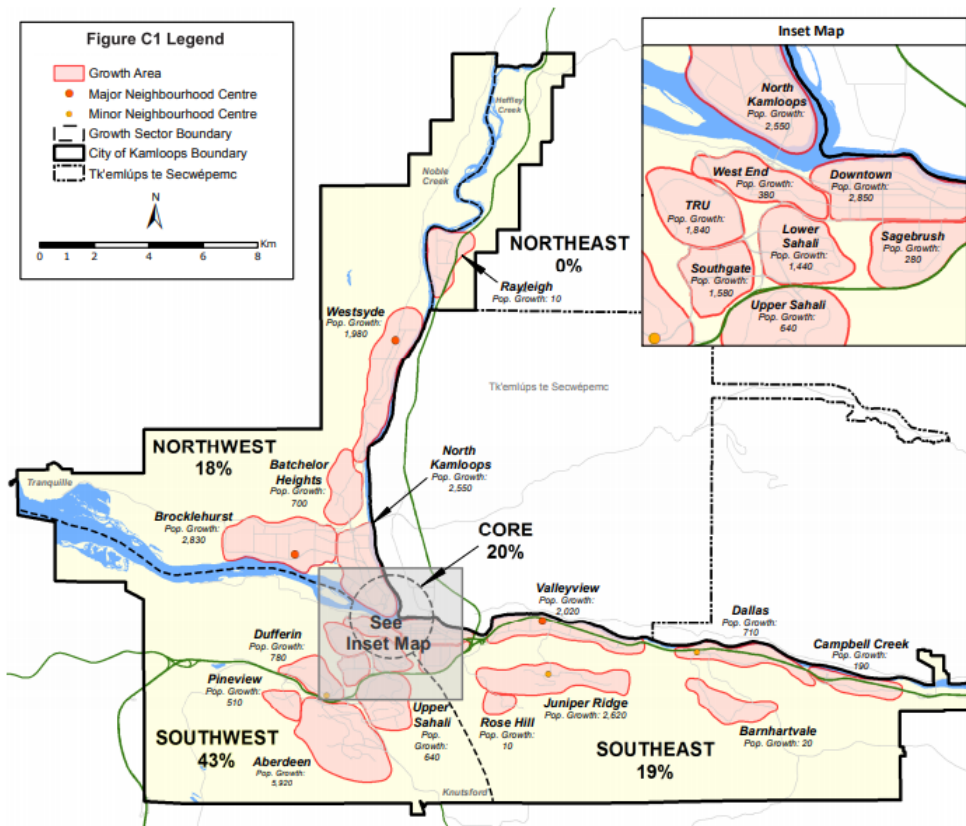 Figure C1 Legend
Growth Area
Major Neighbourhood Centre
Minor Neighbourhood Centre
Growth Sector Boundary
City of Kamloops Boundary
Tk'emlúps te Secwépemc
N
0 1 2 4 6 8
Km
Inset Map
North
Kamloops
Pop. Growth:
2,550
West End
Pop. Growth:
380
Downtown
Pop. Growth:
2,850
TRU
Pop. Growth:
1,840
Lower
Sahali
Pop. Growth:
1,440
Sagebrush
Pop. Growth:
280
Southgate
Pop. Growth:
1,580
Upper Sahali
Pop. Growth:
640
Heffley
Creek
Noble
Creek
NORTHEAST
0%
Rayleigh
Pop. Growth: 10
Westsyde
Pop. Growth:
1,980
Tk'emlúps te Secwépemc
NORTHWEST
18%
Batchelor
Heights
Pop. Growth:
700
North
Kamloops
Pop. Growth:
2,550
Tranquille
Brocklehurst
Pop. Growth:
2,830
CORE
20%
See
Inset Map
Valleyview
Pop. Growth:
2,020
Dallas
Pop. Growth:
710
Campbell Creek
Pop. Growth:
190
Dufferin
Pop. Growth:
780
Pineview
Pop. Growth:
510
SOUTHWEST
43%
Aberdeen
Pop. Growth:
5,920
Upper
Sahali
Pop.
Growth:
640
Rose Hill
Pop. Growth:
10
Juniper Ridge
Pop. Growth: 2,620
Barnhartvale
Pop. Growth: 20
SOUTHEAST
19%
Knutsford